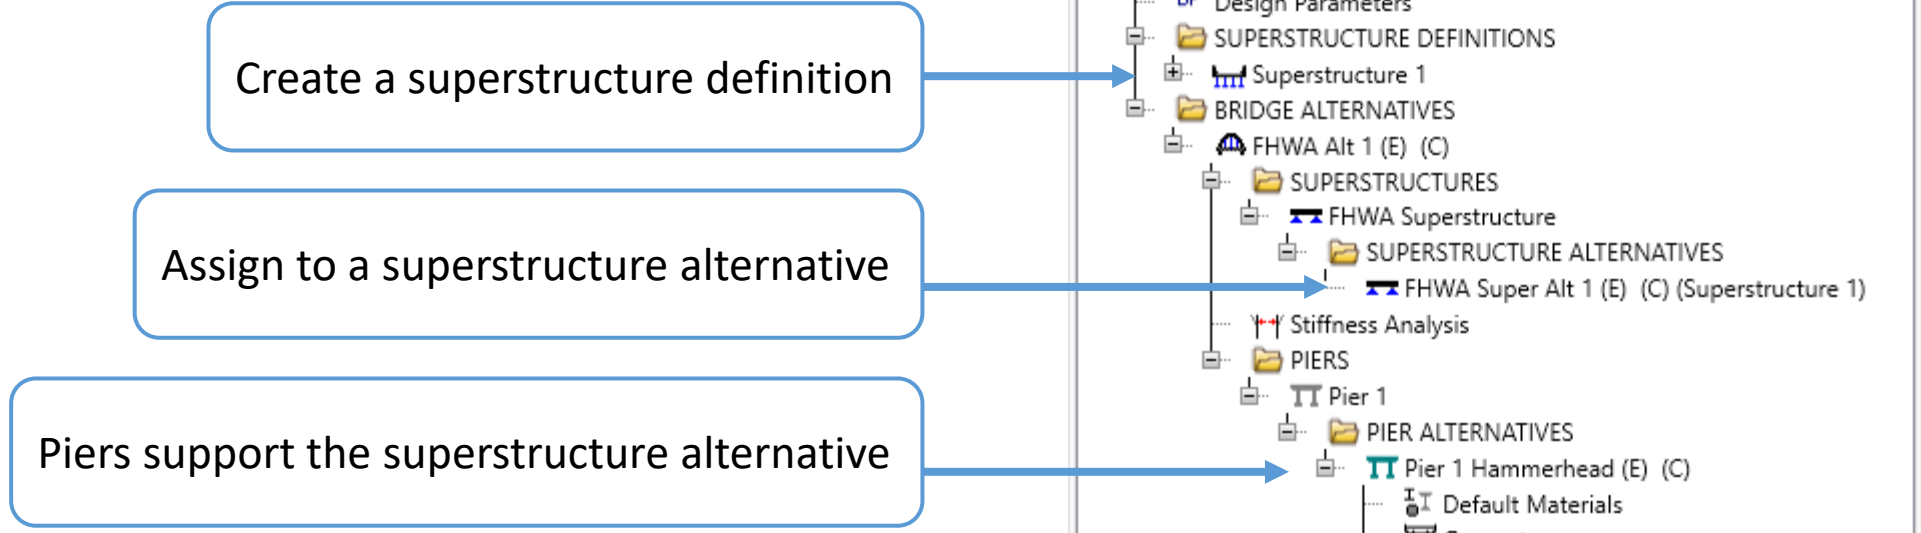 Design Parameters
SUPERSTRUCTURE DEFINITIONS
Create a superstructure definition
Superstructure 1
BRIDGE ALTERNATIVES
FHWA Alt 1 (E) (C)
SUPERSTRUCTURES
FHWA Superstructure
SUPERSTRUCTURE ALTERNATIVES
Assign to a superstructure alternative
FHWA Super Alt 1 (E) (C) (Superstructure 1)
Stiffness Analysis
PIERS
Pier 1
PIER ALTERNATIVES
Piers support the superstructure alternative
Pier 1 Hammerhead (E) (C)
Default Materials